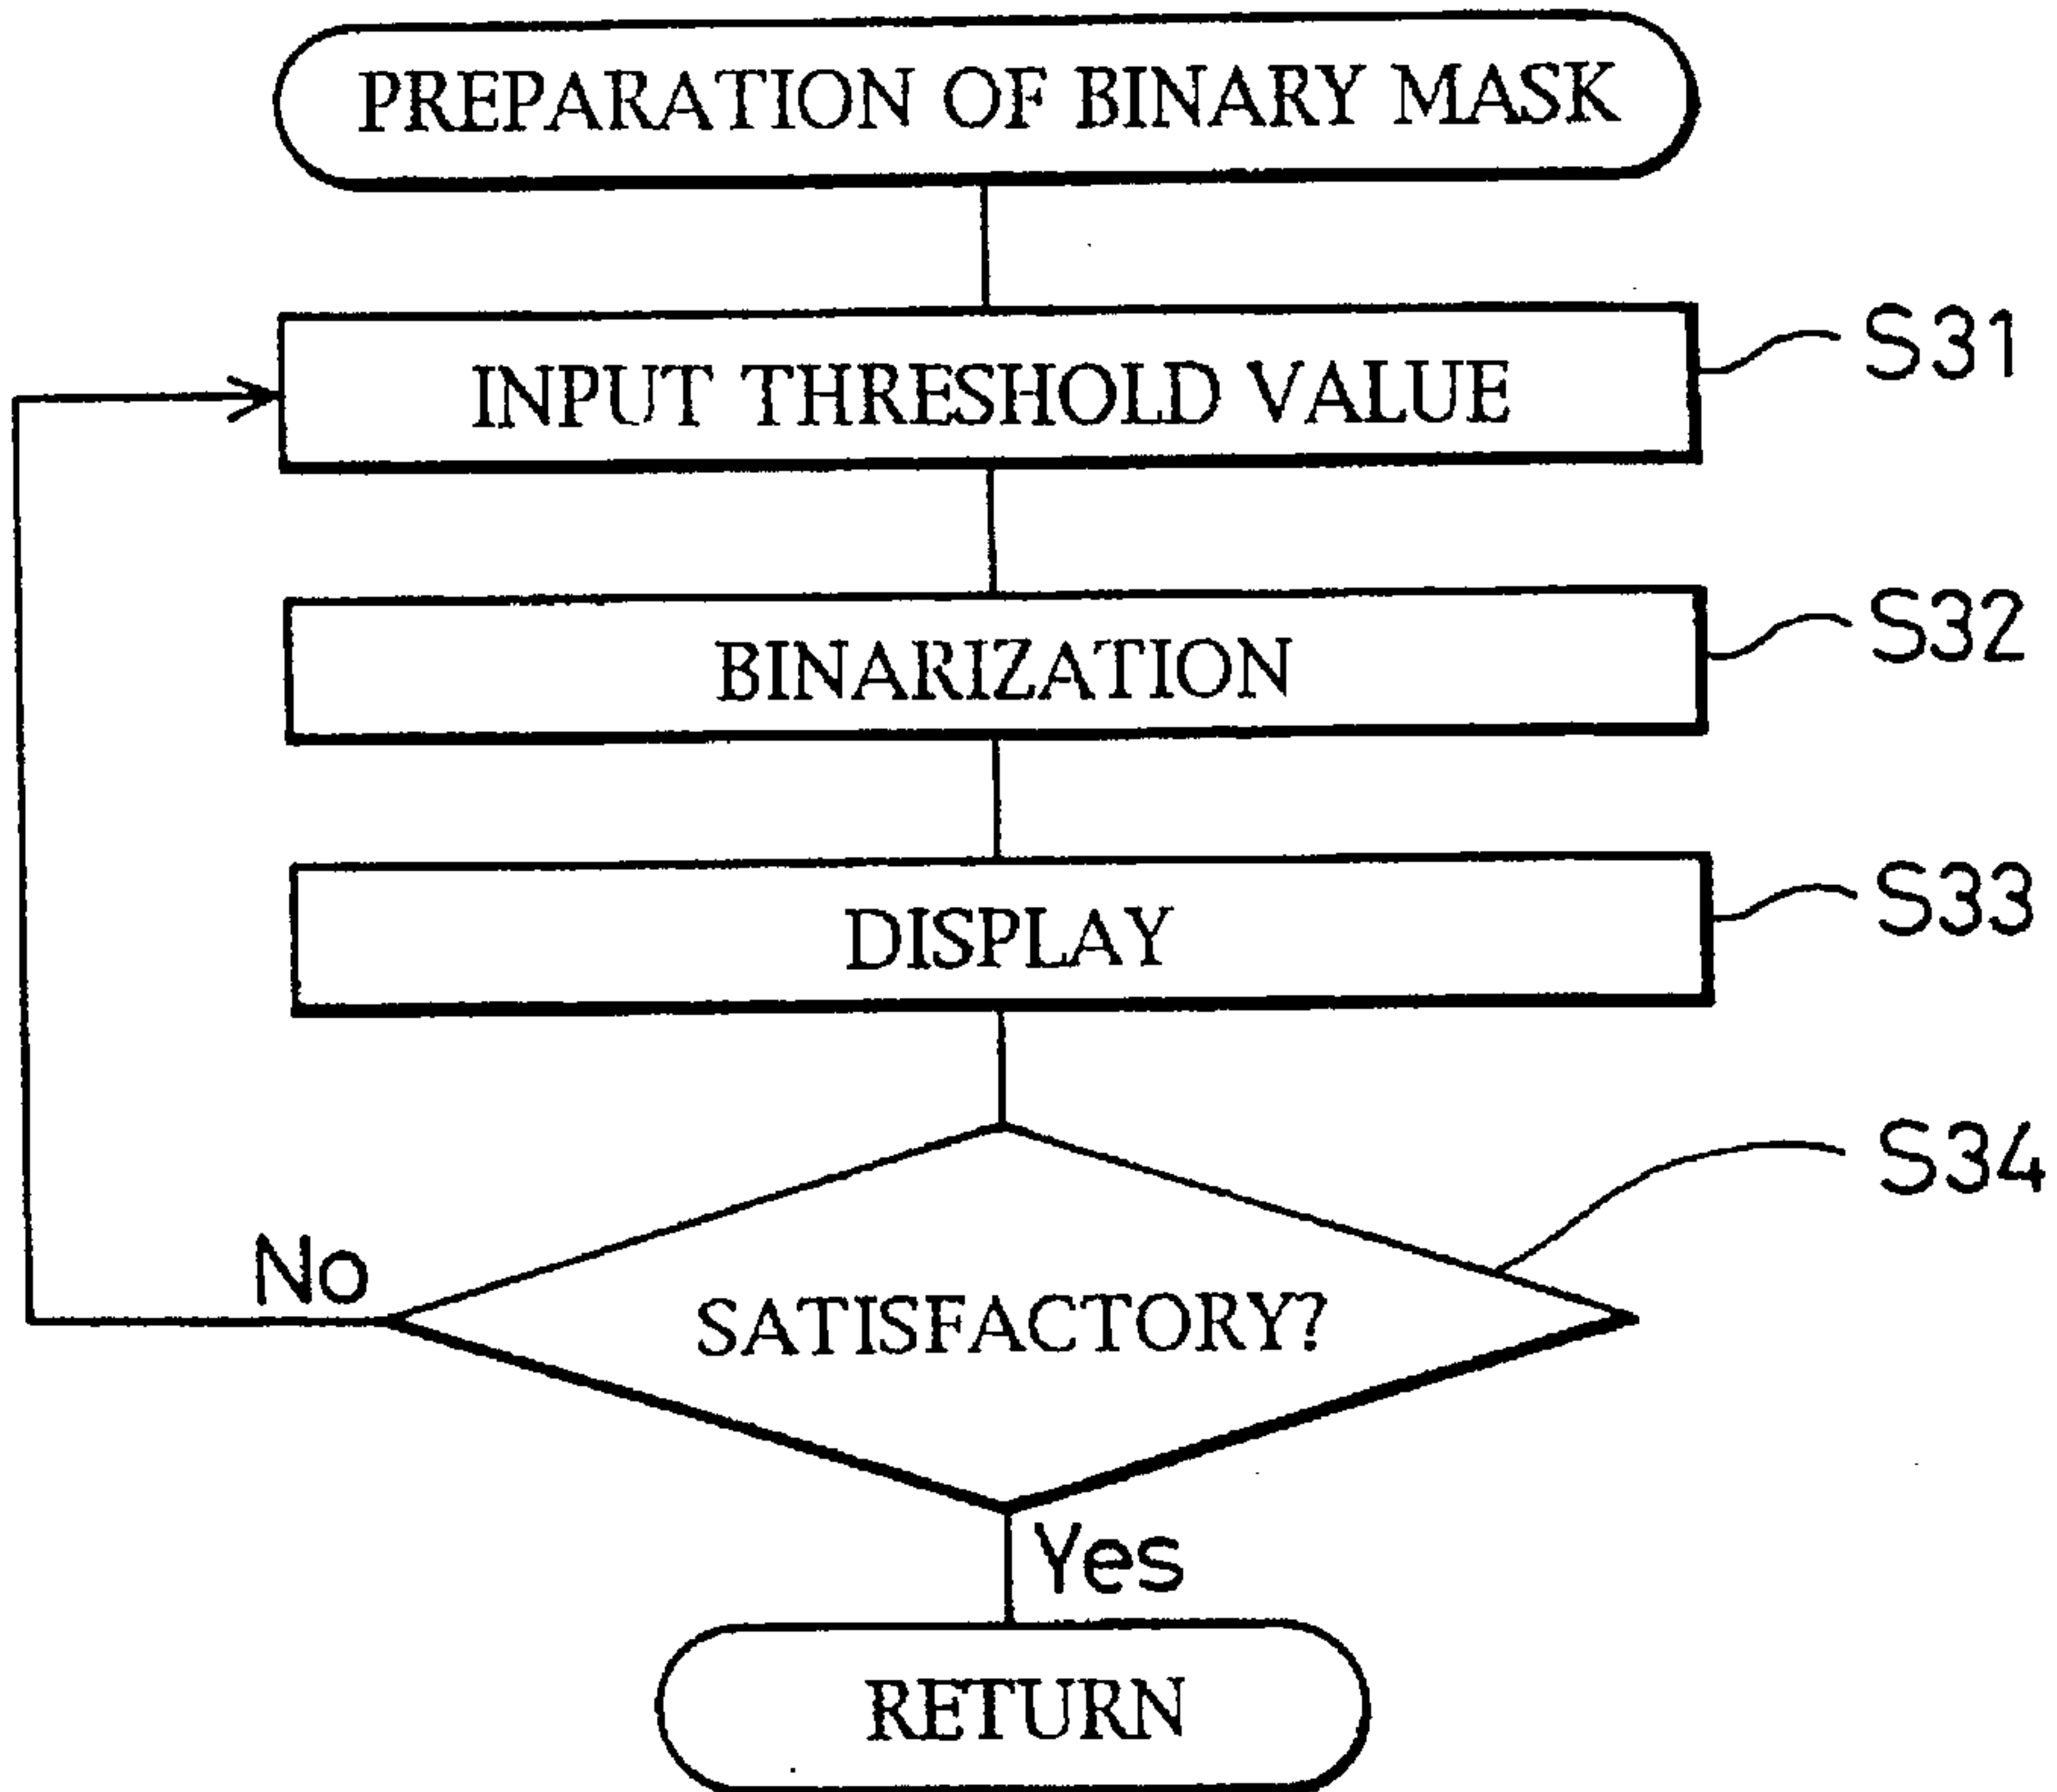 PREPARATION OF BINARY MASK
INPUT THRESHOLD VALUE
S31
BINARIZATION
S32
DISPLAY
S33
S34
No
SATISFACTORY?
Yes
RETURN